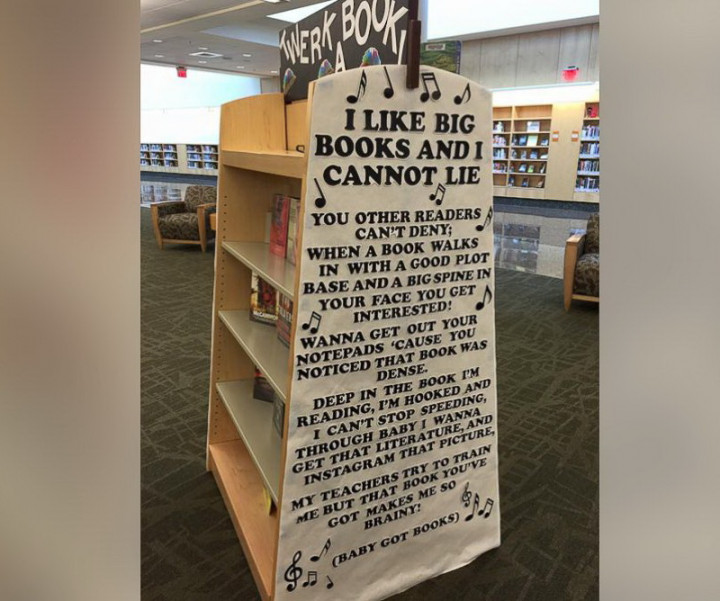 TWERK BOOK
A
I LIKE BIG
BOOKS AND I
CANNOT LIE
YOU OTHER READERS
CAN'T DENY;
WHEN A BOOK WALKS
IN WITH A GOOD PLOT
BASE AND A BIG SPINE IN
YOUR FACE YOU GET
INTERESTED!
WANNA GET OUT YOUR
NOTEPADS 'CAUSE YOU
NOTICED THAT BOOK WAS
DENSE.
DEEP IN THE BOOK I'M
READING, I'M HOOKED AND
I CAN'T STOP SPEEDING,
THROUGH BABY I WANNA
GET THAT LITERATURE, AND
INSTAGRAM THAT PICTURE,
MY TEACHERS TRY TO TRAIN
ME BUT THAT BOOK YOU'VE
GOT MAKES ME SO
BRAINY!
(BABY GOT BOOKS)